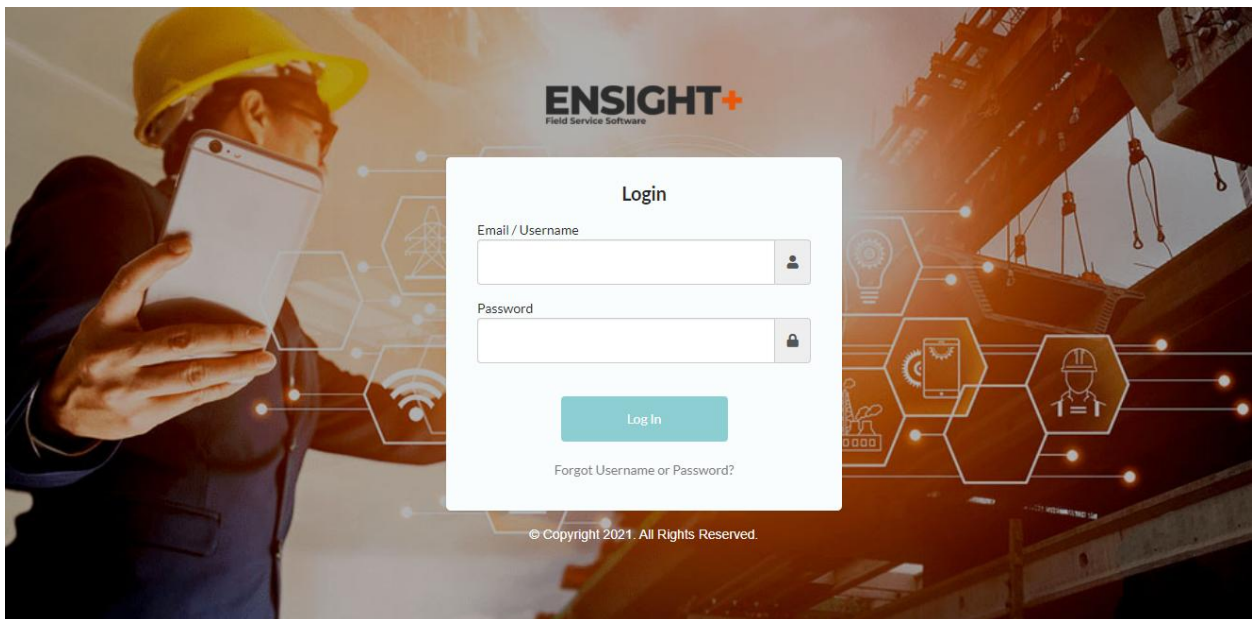 ENSIGHT+
Field Service Software
Login
Email / Username
Password
Log In
Forgot Username or Password?
© Copyright 2021. All Rights Reserved.